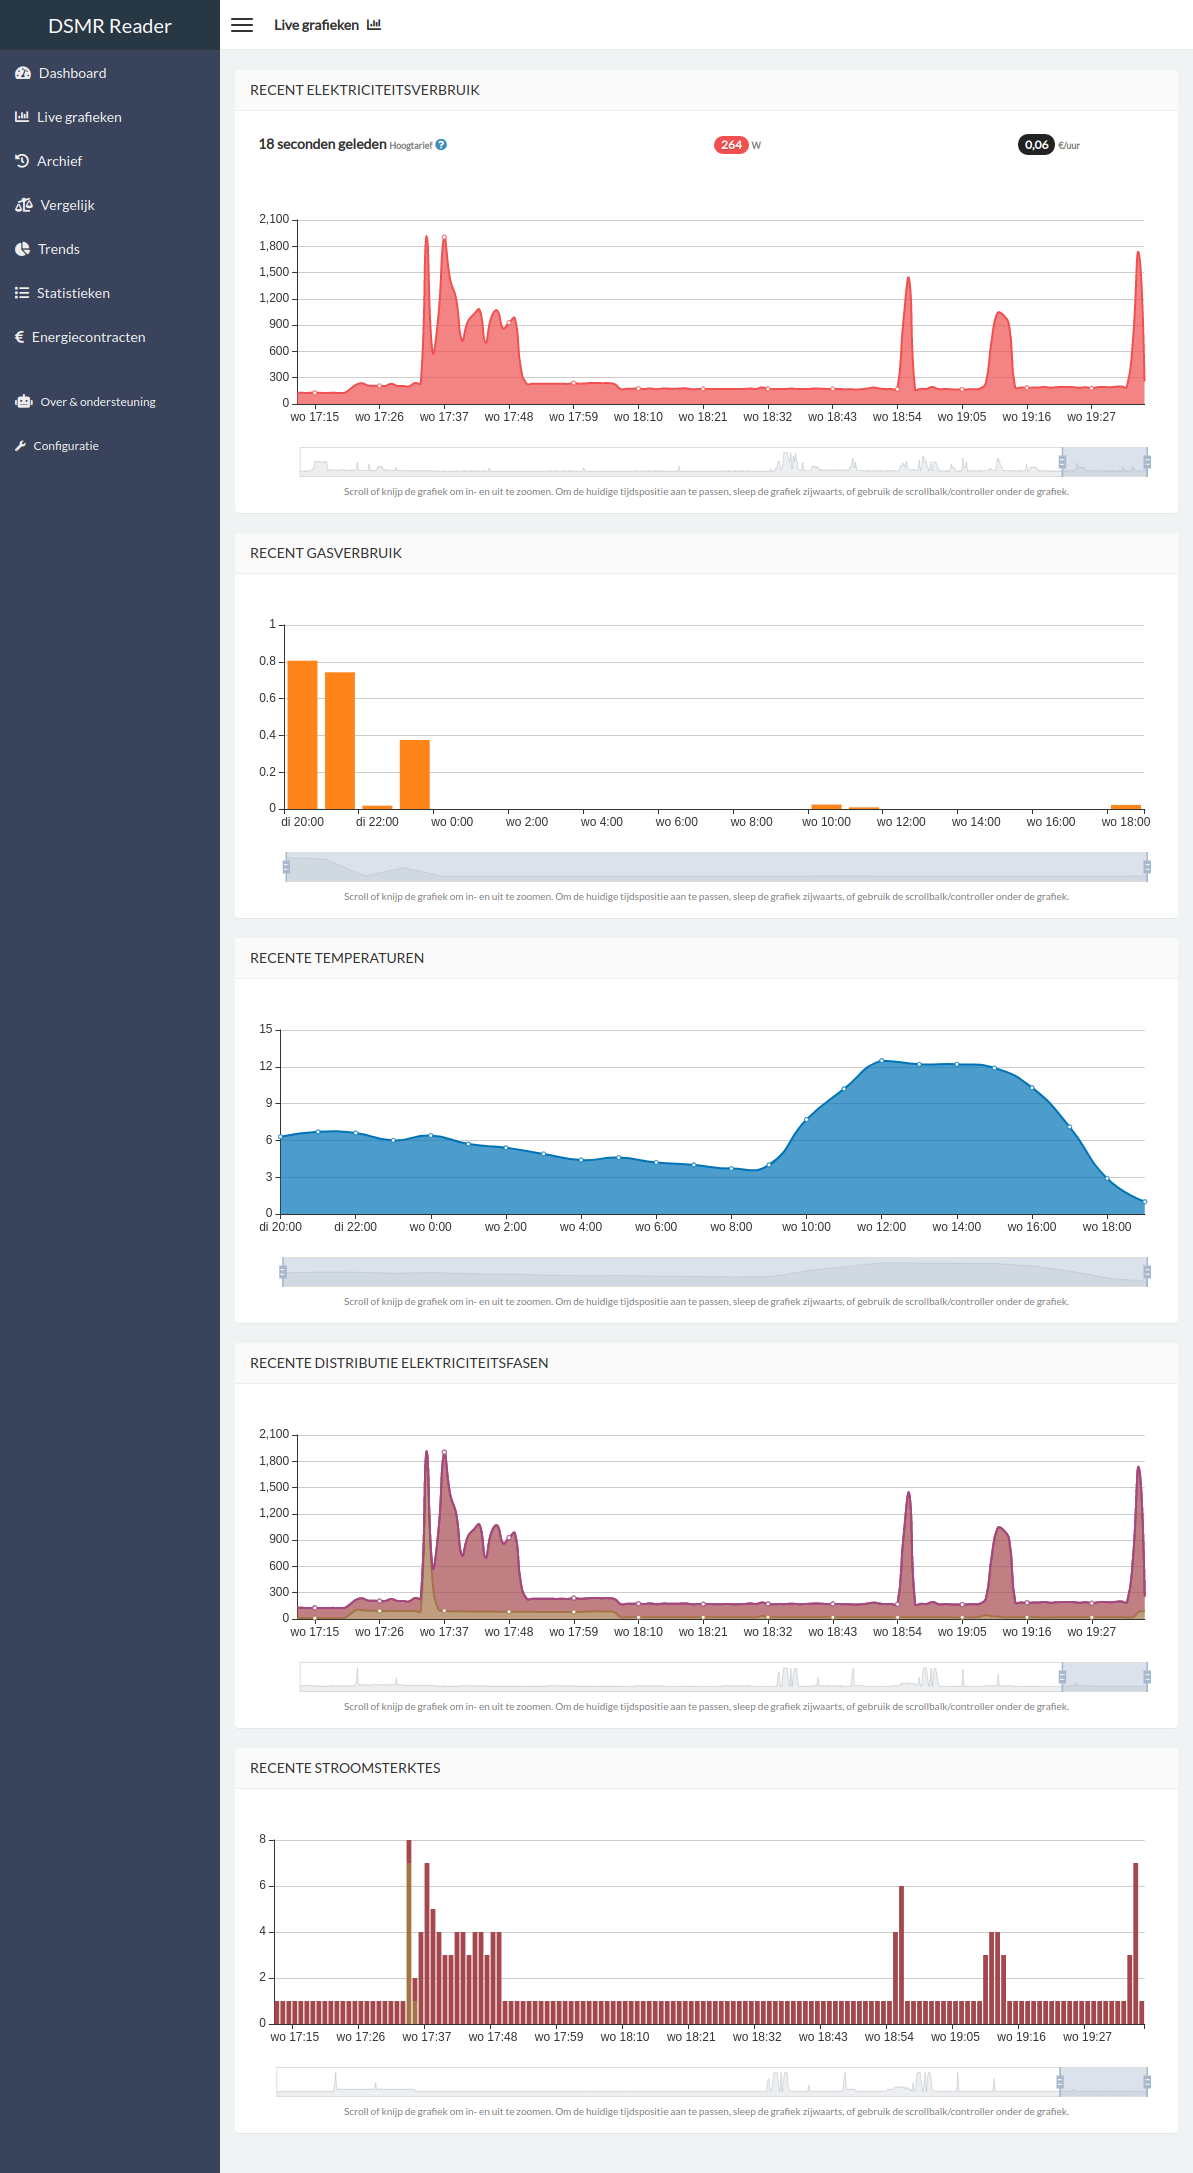 DSMR Reader
Live grafieken
Dashboard
Live grafieken
Archief
Vergelijk
Trends
Statistieken
Energiecontracten
Over & ondersteuning
Configuratie
RECENT ELEKTRICITEITSVERBRUIK
18 seconden geleden Hoogtarief 264 W 0,06 €/uur
2,100
1,800
1,500
1,200
900
600
300
0
wo 17:15 wo 17:26 wo 17:37 wo 17:48 wo 17:59 wo 18:10 wo 18:21 wo 18:32 wo 18:43 wo 18:54 wo 19:05 wo 19:16 wo 19:27
Scroll of knijp de grafiek om in- en uit te zoomen. Om de huidige tijdspositie aan te passen, sleep de grafiek zijwaarts, of gebruik de scrollbalk/controller onder de grafiek.
RECENT GASVERBRUIK
1
0.8
0.6
0.4
0.2
0
di 20:00 di 22:00 wo 0:00 wo 2:00 wo 4:00 wo 6:00 wo 8:00 wo 10:00 wo 12:00 wo 14:00 wo 16:00 wo 18:00
Scroll of knijp de grafiek om in- en uit te zoomen. Om de huidige tijdspositie aan te passen, sleep de grafiek zijwaarts, of gebruik de scrollbalk/controller onder de grafiek.
RECENTE TEMPERATUREN
15
12
9
6
3
0
di 20:00 di 22:00 wo 0:00 wo 2:00 wo 4:00 wo 6:00 wo 8:00 wo 10:00 wo 12:00 wo 14:00 wo 16:00 wo 18:00
Scroll of knijp de grafiek om in- en uit te zoomen. Om de huidige tijdspositie aan te passen, sleep de grafiek zijwaarts, of gebruik de scrollbalk/controller onder de grafiek.
RECENTE DISTRIBUTIE ELEKTRICITEITSFASEN
2,100
1,800
1,500
1,200
900
600
300
0
wo 17:15 wo 17:26 wo 17:37 wo 17:48 wo 17:59 wo 18:10 wo 18:21 wo 18:32 wo 18:43 wo 18:54 wo 19:05 wo 19:16 wo 19:27
Scroll of knijp de grafiek om in- en uit te zoomen. Om de huidige tijdspositie aan te passen, sleep de grafiek zijwaarts, of gebruik de scrollbalk/controller onder de grafiek.
RECENTE STROOMSTERKTES
8
6
4
2
0
wo 17:15 wo 17:26 wo 17:37 wo 17:48 wo 17:59 wo 18:10 wo 18:21 wo 18:32 wo 18:43 wo 18:54 wo 19:05 wo 19:16 wo 19:27
Scroll of knijp de grafiek om in- en uit te zoomen. Om de huidige tijdspositie aan te passen, sleep de grafiek zijwaarts, of gebruik de scrollbalk/controller onder de grafiek.